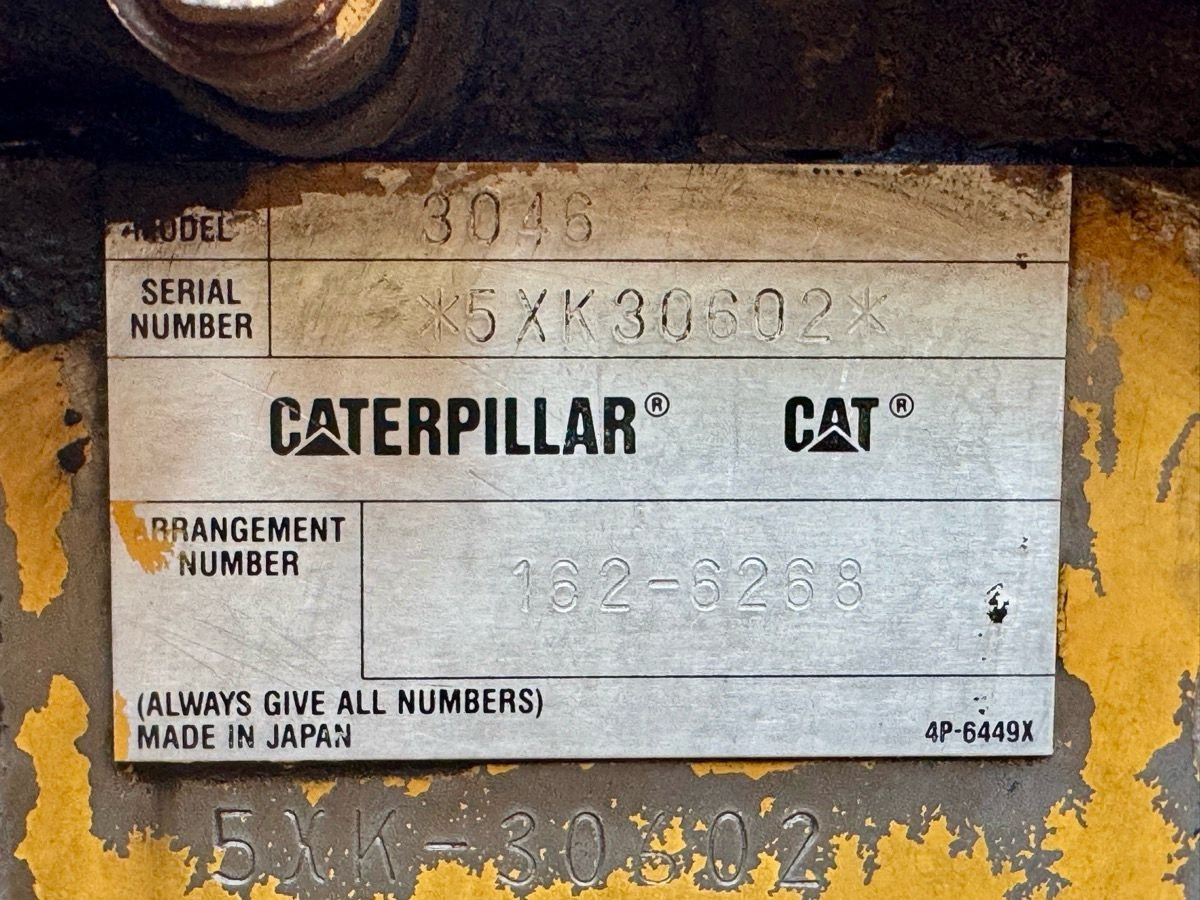 MODEL 3046
SERIAL NUMBER *5XK30602*
CATERPILLAR® CAT®
ARRANGEMENT NUMBER 162-6268
(ALWAYS GIVE ALL NUMBERS)
MADE IN JAPAN 4P-6449X
5XK-30602